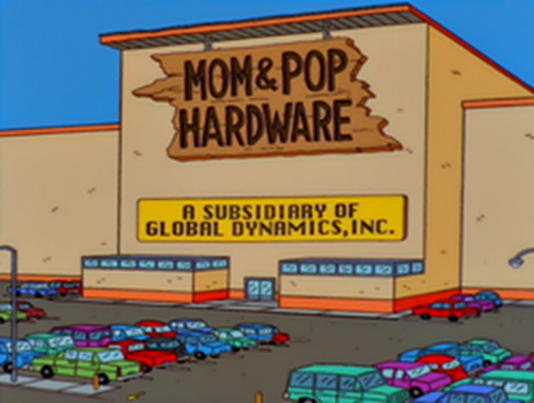 MOM & POP
HARDWARE
A SUBSIDIARY OF
GLOBAL DYNAMICS, INC.